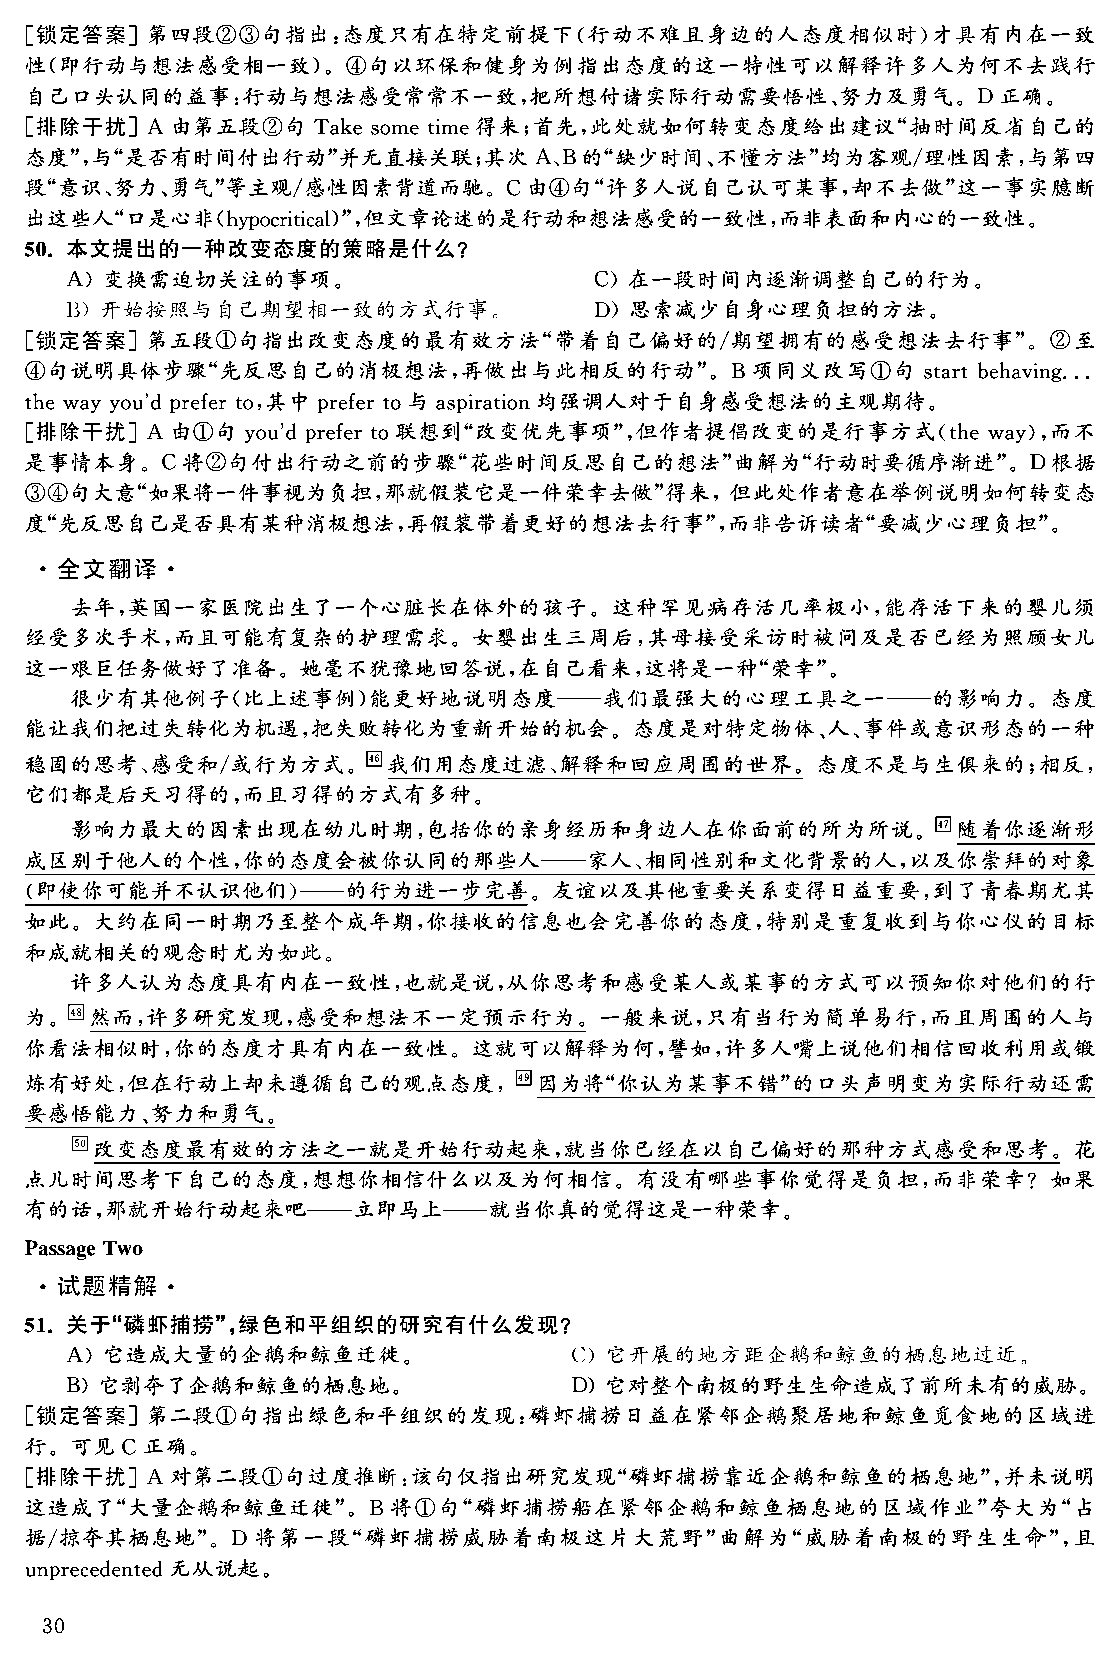 [锁定答案] 第四段②③句指出:态度只有在特定前提下(行动不难且身边的人态度相似时)才具有内在一致
性(即行动与想法感受相一致)。④句以环保和健身为例指出态度的这一特性可以解释许多人为何不去践行
自己口头认同的益事:行动与想法感受常常不一致,把所想付诸实际行动需要悟性、努力及勇气。D 正确。
[排除干扰] A 由第五段②句 Take some time 得来;首先,此处就如何转变态度给出建议“抽时间反省自己的
态度”,与“是否有时间付出行动”并无直接关联;其次 A、B 的“缺少时间、不懂方法”均为客观/理性因素,与第四
段“意识、努力、勇气”等主观/感性因素背道而驰。C 由④句“许多人说自己认可某事,却不去做”这一事实臆断
出这些人“口是心非(hypocritical)”,但文章论述的是行动和想法感受的一致性,而非表面和内心的一致性。
50. 本文提出的一种改变态度的策略是什么?
A) 变换需迫切关注的事项。 C) 在一段时间内逐渐调整自己的行为。
B) 开始按照与自己期望相一致的方式行事。 D) 思索减少自身心理负担的方法。
[锁定答案] 第五段①句指出改变态度的最有效方法“带着自己偏好的/期望拥有的感受想法去行事”。②至
④句说明具体步骤“先反思自己的消极想法,再做出与此相反的行动”。B 项同义改写①句 start behaving...
the way you'd prefer to,其中 prefer to 与 aspiration 均强调人对于自身感受想法的主观期待。
[排除干扰] A 由①句 you'd prefer to 联想到“改变优先事项”,但作者提倡改变的是行事方式(the way),而不
是事情本身。C 将②句付出行动之前的步骤“花些时间反思自己的想法”曲解为“行动时要循序渐进”。D 根据
③④句大意“如果将一件事视为负担,那就假装它是一件荣幸去做”得来, 但此处作者意在举例说明如何转变态
度“先反思自己是否具有某种消极想法,再假装带着更好的想法去行事”,而非告诉读者“要减少心理负担”。
·全文翻译·
去年,英国一家医院出生了一个心脏长在体外的孩子。这种罕见病存活几率极小,能存活下来的婴儿须
经受多次手术,而且可能有复杂的护理需求。女婴出生三周后,其母接受采访时被问及是否已经为照顾女儿
这一艰巨任务做好了准备。她毫不犹豫地回答说,在自己看来,这将是一种“荣幸”。
很少有其他例子(比上述事例)能更好地说明态度——我们最强大的心理工具之一——的影响力。态度
能让我们把过失转化为机遇,把失败转化为重新开始的机会。态度是对特定物体、人、事件或意识形态的一种
稳固的思考、感受和/或行为方式。46我们用态度过滤、解释和回应周围的世界。态度不是与生俱来的;相反,
它们都是后天习得的,而且习得的方式有多种。
影响力最大的因素出现在幼儿时期,包括你的亲身经历和身边人在你面前的所为所说。47随着你逐渐形
成区别于他人的个性,你的态度会被你认同的那些人——家人、相同性别和文化背景的人,以及你崇拜的对象
(即使你可能并不认识他们)——的行为进一步完善。友谊以及其他重要关系变得日益重要,到了青春期尤其
如此。大约在同一时期乃至整个成年期,你接收的信息也会完善你的态度,特别是重复收到与你心仪的目标
和成就相关的观念时尤为如此。
许多人认为态度具有内在一致性,也就是说,从你思考和感受某人或某事的方式可以预知你对他们的行
为。48然而,许多研究发现,感受和想法不一定预示行为。一般来说,只有当行为简单易行,而且周围的人与
你看法相似时,你的态度才具有内在一致性。这就可以解释为何,譬如,许多人嘴上说他们相信回收利用或锻
炼有好处,但在行动上却未遵循自己的观点态度, 49因为将“你认为某事不错”的口头声明变为实际行动还需
要感悟能力、努力和勇气。
50改变态度最有效的方法之一就是开始行动起来,就当你已经在以自己偏好的那种方式感受和思考。花
点儿时间思考下自己的态度,想想你相信什么以及为何相信。有没有哪些事你觉得是负担,而非荣幸?如果
有的话,那就开始行动起来吧——立即马上——就当你真的觉得这是一种荣幸。
Passage Two
·试题精解·
51. 关于“磷虾捕捞”,绿色和平组织的研究有什么发现?
A) 它造成大量的企鹅和鲸鱼迁徙。 C) 它开展的地方距企鹅和鲸鱼的栖息地过近。
B) 它剥夺了企鹅和鲸鱼的栖息地。 D) 它对整个南极的野生生命造成了前所未有的威胁。
[锁定答案] 第二段①句指出绿色和平组织的发现:磷虾捕捞日益在紧邻企鹅聚居地和鲸鱼觅食地的区域进
行。可见 C 正确。
[排除干扰] A 对第二段①句过度推断:该句仅指出研究发现“磷虾捕捞靠近企鹅和鲸鱼的栖息地”,并未说明
这造成了“大量企鹅和鲸鱼迁徙”。B 将①句“磷虾捕捞船在紧邻企鹅和鲸鱼栖息地的区域作业”夸大为“占
据/掠夺其栖息地”。D 将第一段“磷虾捕捞威胁着南极这片大荒野”曲解为“威胁着南极的野生生命”,且
unprecedented 无从说起。
30